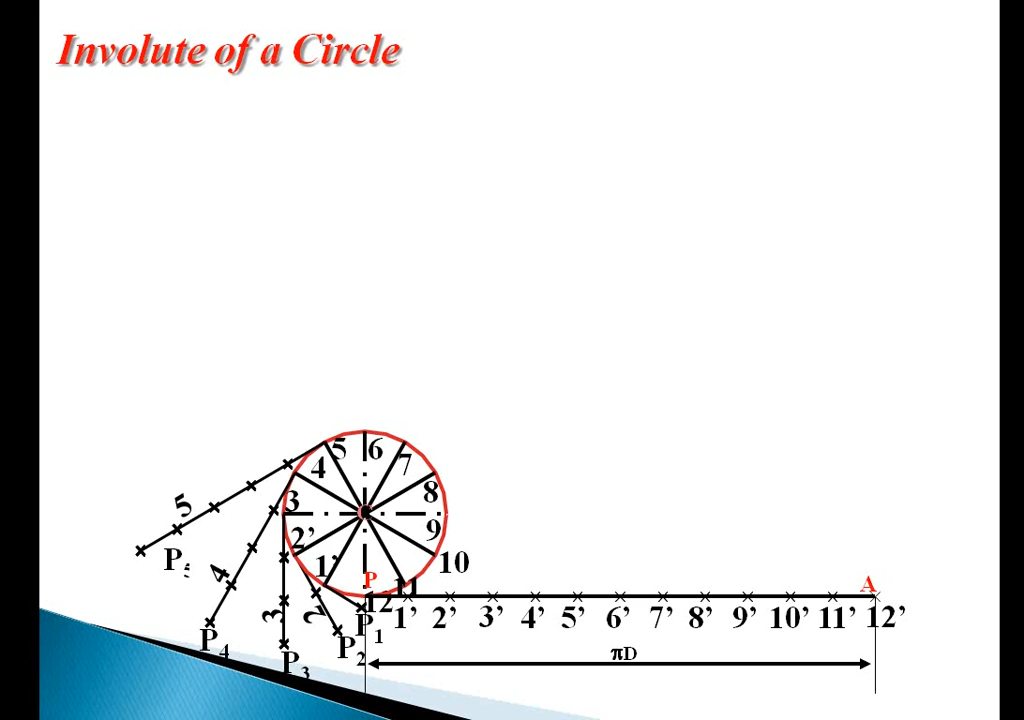 Involute of a Circle
5 6
4 7
3 8
5
2’ 9
1’ 10
P5
4 P 11 A
12
3 2 P1 1’ 2’ 3’ 4’ 5’ 6’ 7’ 8’ 9’ 10’ 11’ 12’
P4 P2
P3 πD